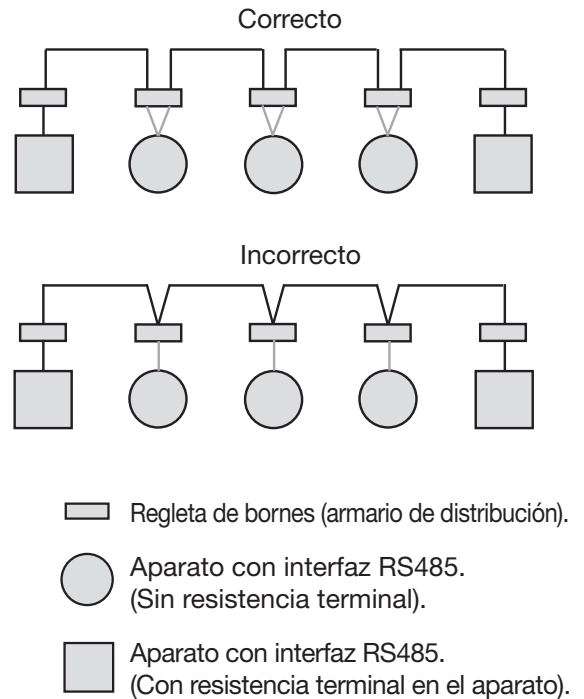 Correcto
Incorrecto
Regleta de bornes (armario de distribución).
Aparato con interfaz RS485.
(Sin resistencia terminal).
Aparato con interfaz RS485.
(Con resistencia terminal en el aparato).